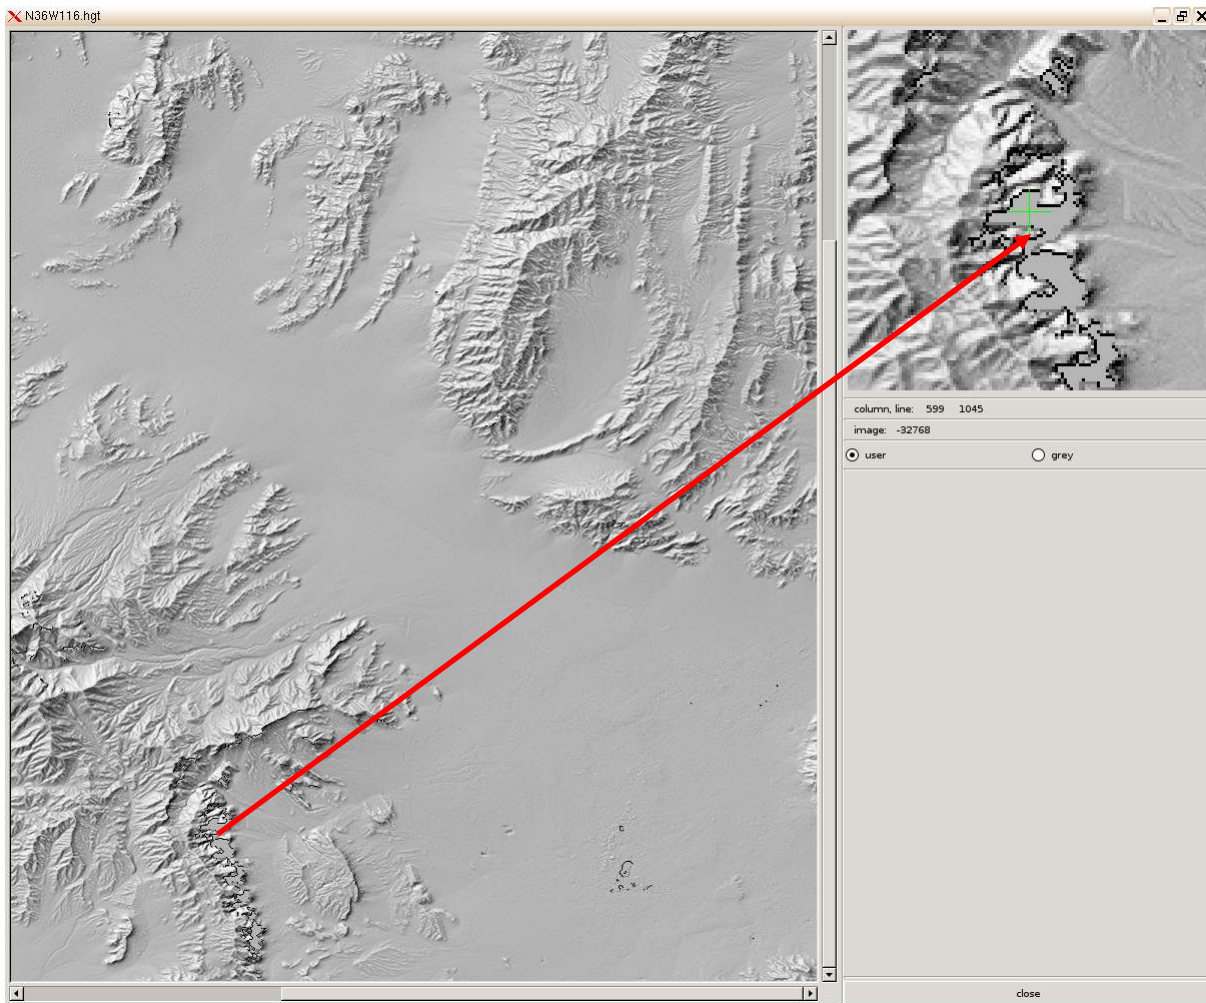 N36W116.hgt
column, line: 599 1045
image: -32768
user grey
close